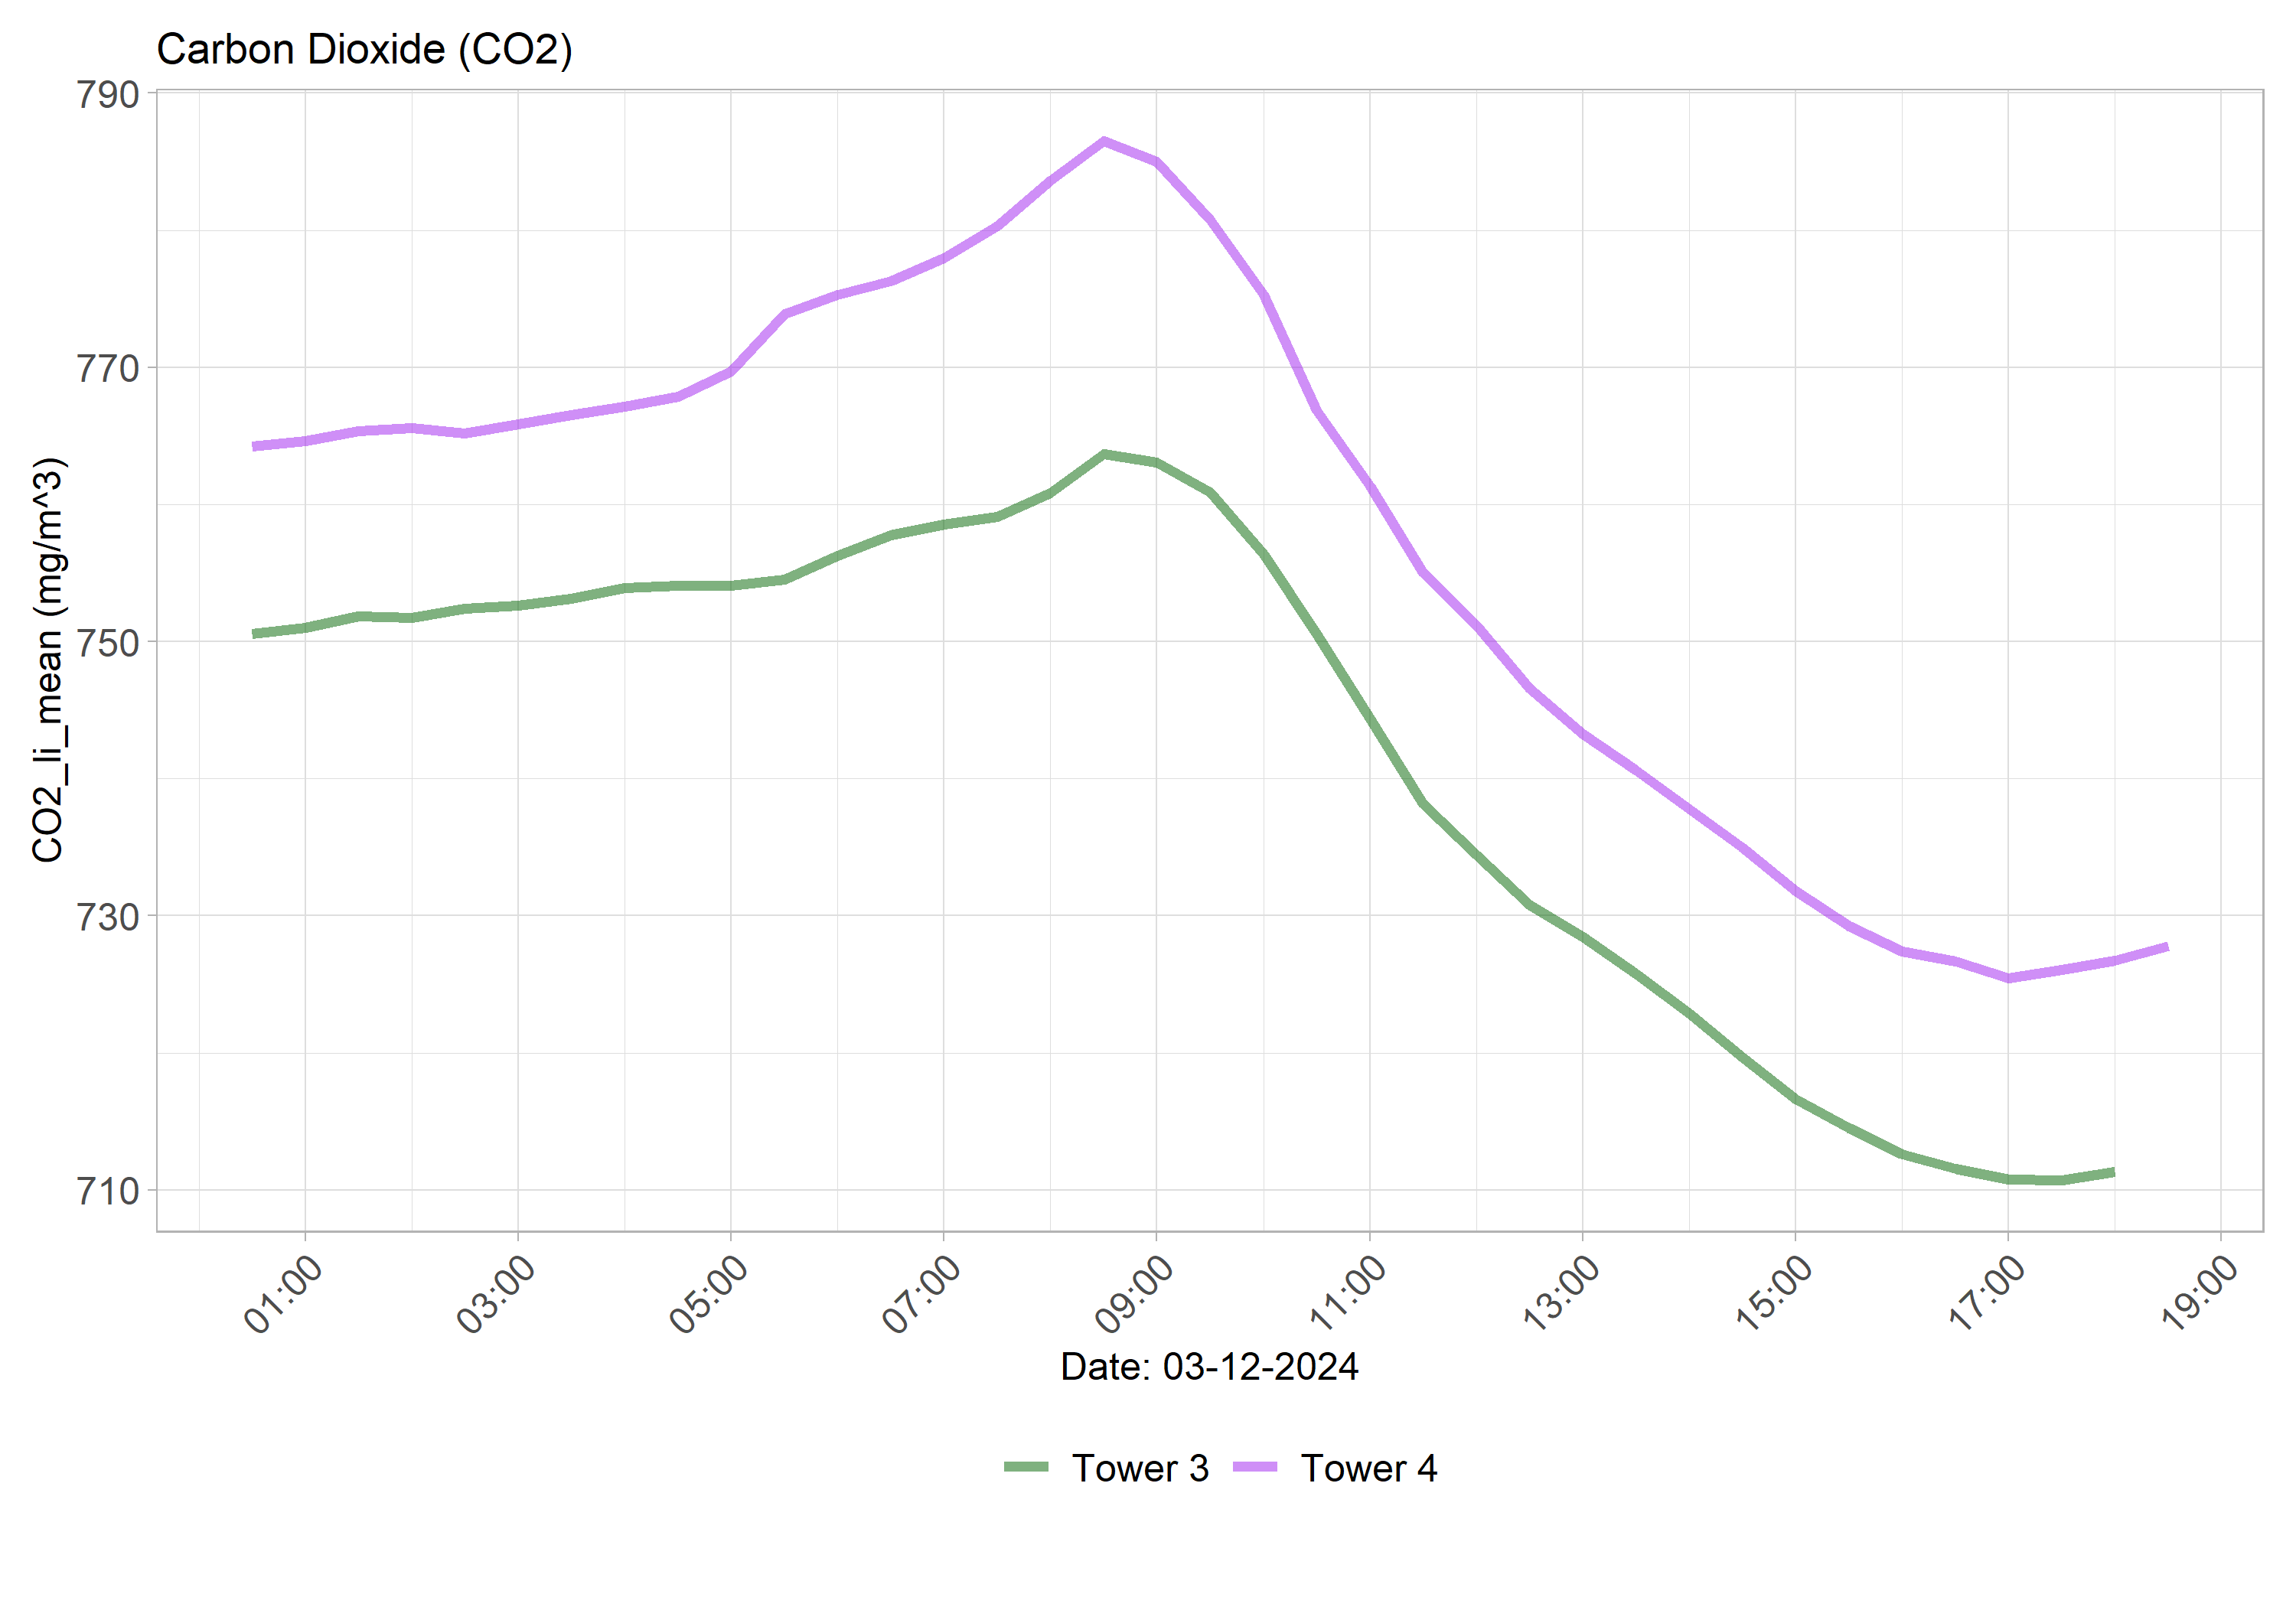 Carbon Dioxide (CO2)
790
770
750
730
710
CO2_li_mean (mg/m^3)
01:00 03:00 05:00 07:00 09:00 11:00 13:00 15:00 17:00 19:00
Date: 03-12-2024
Tower 3 Tower 4